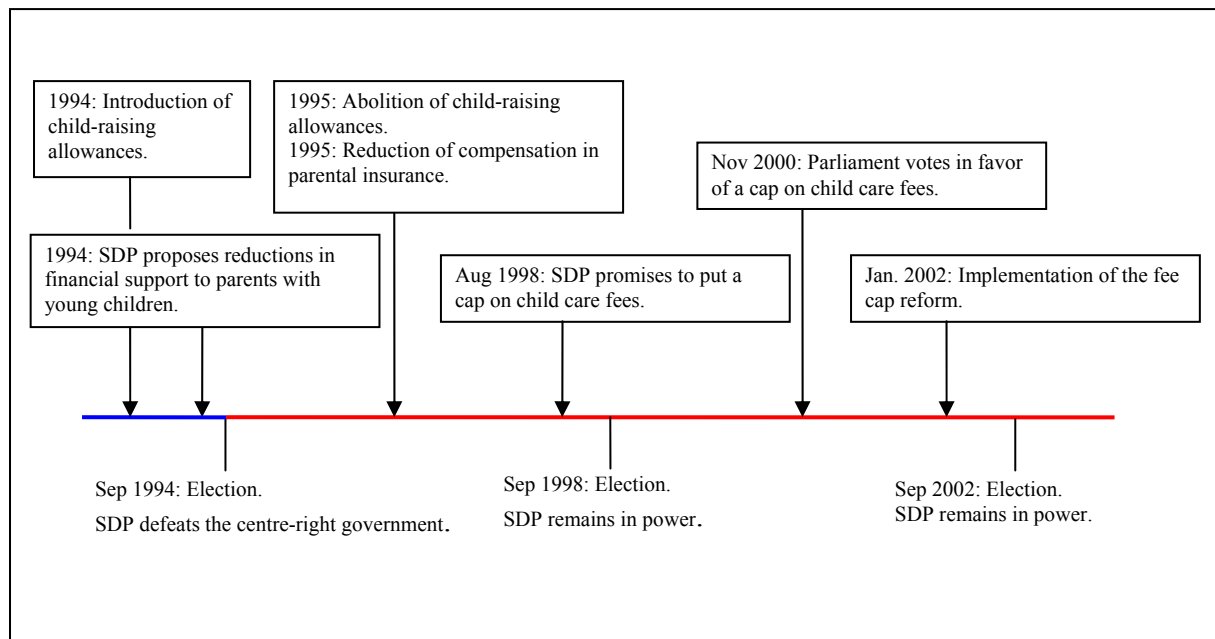 1994: Introduction of
child-raising
allowances.
1995: Abolition of child-raising
allowances.
1995: Reduction of compensation in
parental insurance.
Nov 2000: Parliament votes in favor
of a cap on child care fees.
1994: SDP proposes reductions in
financial support to parents with
young children.
Aug 1998: SDP promises to put a
cap on child care fees.
Jan. 2002: Implementation of the fee
cap reform.
Sep 1994: Election.
SDP defeats the centre-right government.
Sep 1998: Election.
SDP remains in power.
Sep 2002: Election.
SDP remains in power.